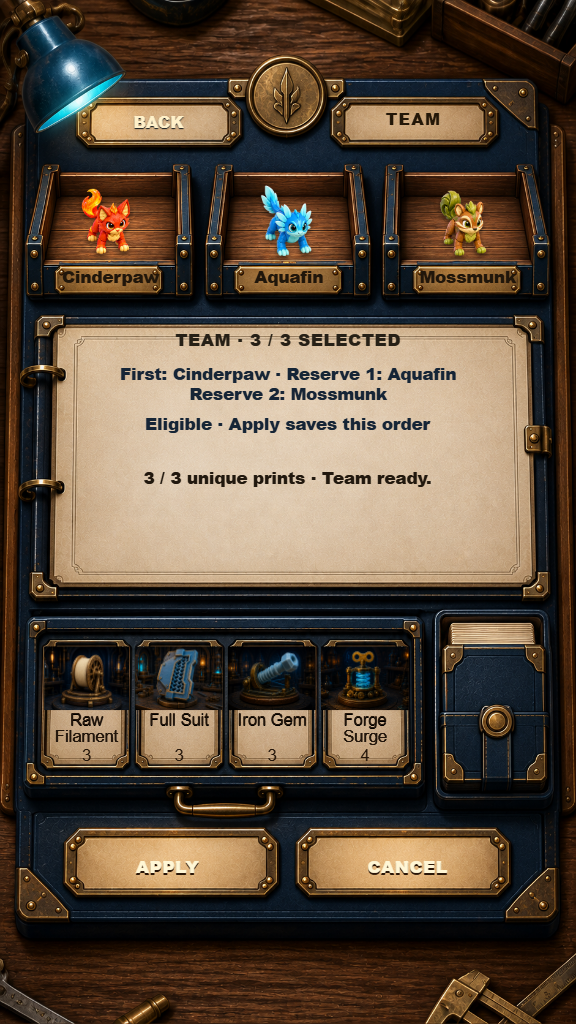 BACK
TEAM
Cinderpaw
Aquafin
Mossmunk
TEAM · 3 / 3 SELECTED
First: Cinderpaw · Reserve 1: Aquafin
Reserve 2: Mossmunk
Eligible · Apply saves this order
3 / 3 unique prints · Team ready.
Raw
Filament
3
Full Suit
3
Iron Gem
3
Forge
Surge
4
APPLY
CANCEL